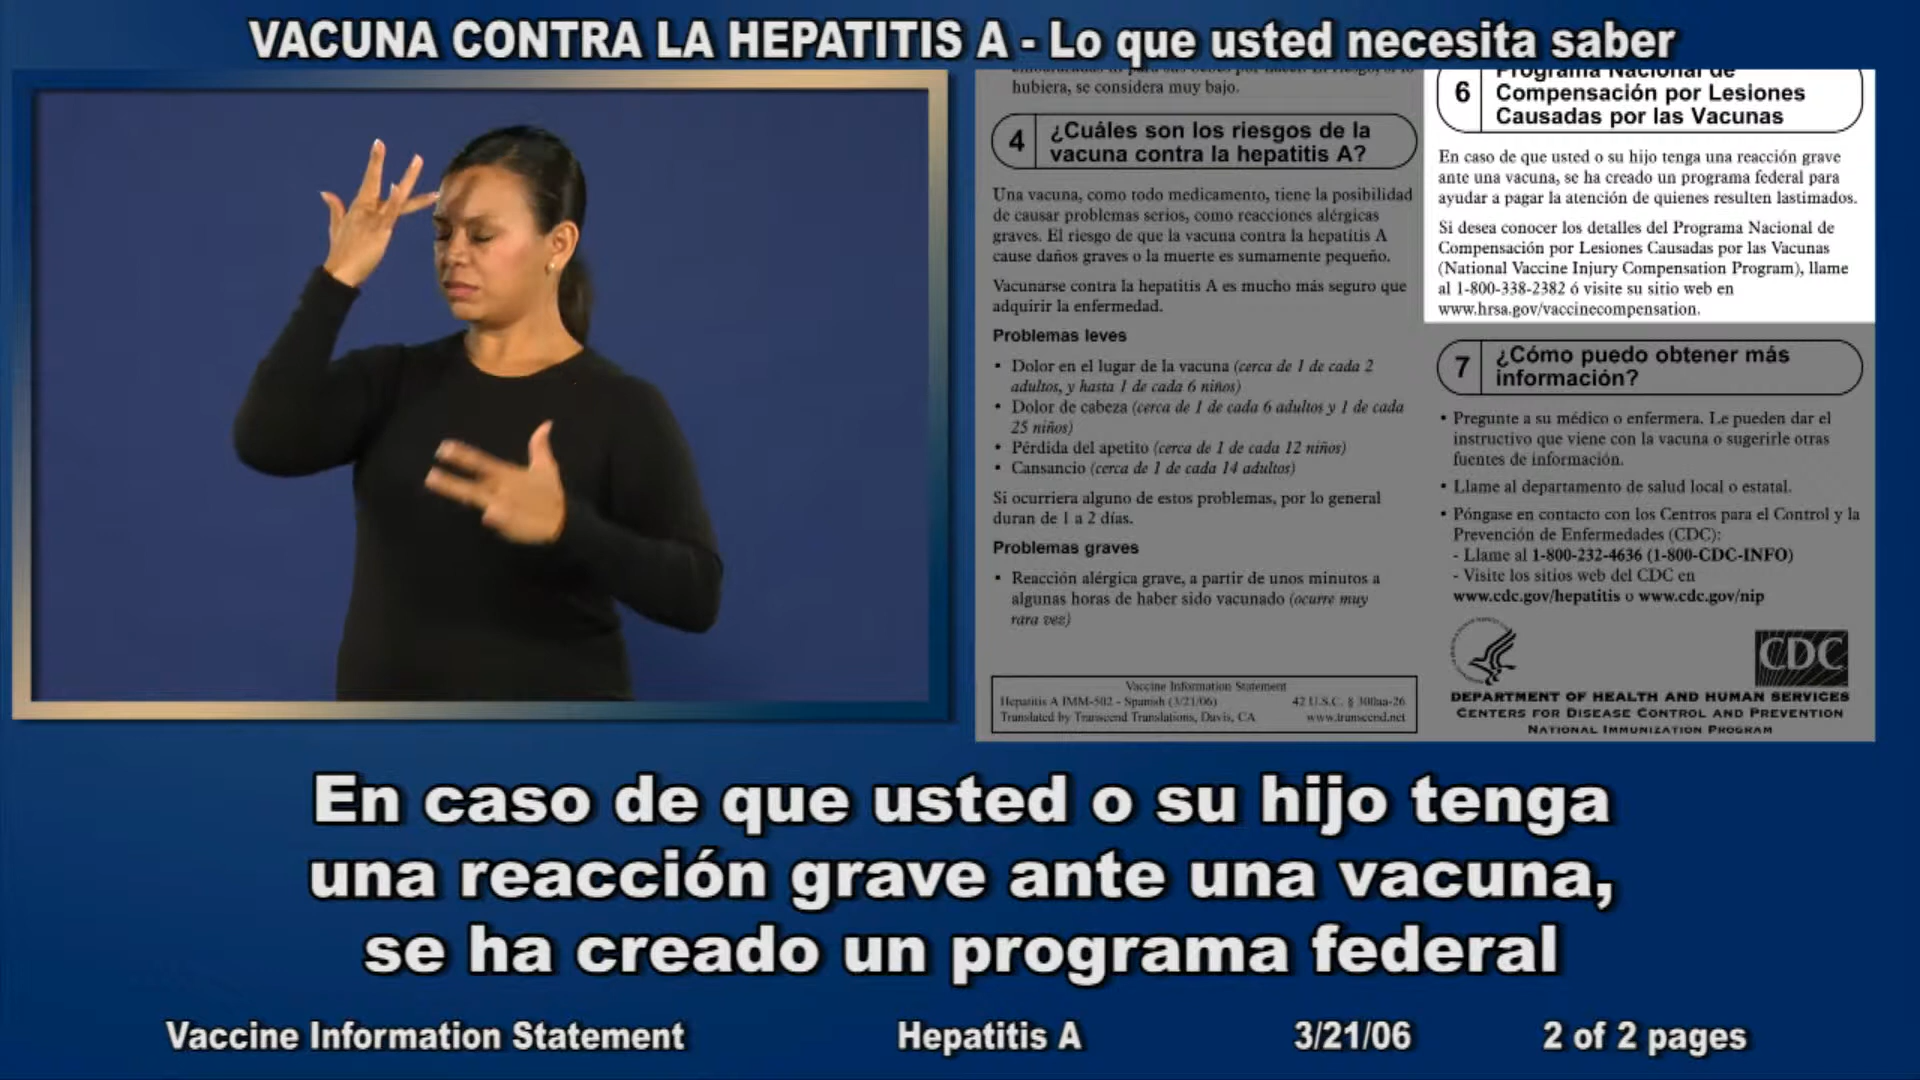 VACUNA CONTRA LA HEPATITIS A - Lo que usted necesita saber
hubiera, se considera muy bajo.
4 ¿Cuáles son los riesgos de la
vacuna contra la hepatitis A?
Una vacuna, como todo medicamento, tiene la posibilidad
de causar problemas serios, como reacciones alérgicas
graves. El riesgo de que la vacuna contra la hepatitis A
cause daños graves o la muerte es sumamente pequeño.
Vacunarse contra la hepatitis A es mucho más seguro que
adquirir la enfermedad.
Problemas leves
• Dolor en el lugar de la vacuna (cerca de 1 de cada 2
adultos, y hasta 1 de cada 6 niños)
• Dolor de cabeza (cerca de 1 de cada 6 adultos y 1 de cada
25 niños)
• Pérdida del apetito (cerca de 1 de cada 12 niños)
• Cansancio (cerca de 1 de cada 14 adultos)
Si ocurriera alguno de estos problemas, por lo general
duran de 1 a 2 días.
Problemas graves
• Reacción alérgica grave, a partir de unos minutos a
algunas horas de haber sido vacunado (ocurre muy
rara vez)
Vaccine Information Statement
Hepatitis A IMM-502 - Spanish (3/21/06) 42 U.S.C. § 300aa-26
Translated by Transcend Translations, Davis, CA www.transcend.net
Programa Nacional de
6 Compensación por Lesiones
Causadas por las Vacunas
En caso de que usted o su hijo tenga una reacción grave
ante una vacuna, se ha creado un programa federal para
ayudar a pagar la atención de quienes resulten lastimados.
Si desea conocer los detalles del Programa Nacional de
Compensación por Lesiones Causadas por las Vacunas
(National Vaccine Injury Compensation Program), llame
al 1-800-338-2382 ó visite su sitio web en
www.hrsa.gov/vaccinecompensation.
7 ¿Cómo puedo obtener más
información?
• Pregunte a su médico o enfermera. Le pueden dar el
instructivo que viene con la vacuna o sugerirle otras
fuentes de información.
• Llame al departamento de salud local o estatal.
• Póngase en contacto con los Centros para el Control y la
Prevención de Enfermedades (CDC):
- Llame al 1-800-232-4636 (1-800-CDC-INFO)
- Visite los sitios web del CDC en
www.cdc.gov/hepatitis o www.cdc.gov/nip
CDC
DEPARTMENT OF HEALTH AND HUMAN SERVICES
CENTERS FOR DISEASE CONTROL AND PREVENTION
NATIONAL IMMUNIZATION PROGRAM
En caso de que usted o su hijo tenga
una reacción grave ante una vacuna,
se ha creado un programa federal
Vaccine Information Statement Hepatitis A 3/21/06 2 of 2 pages